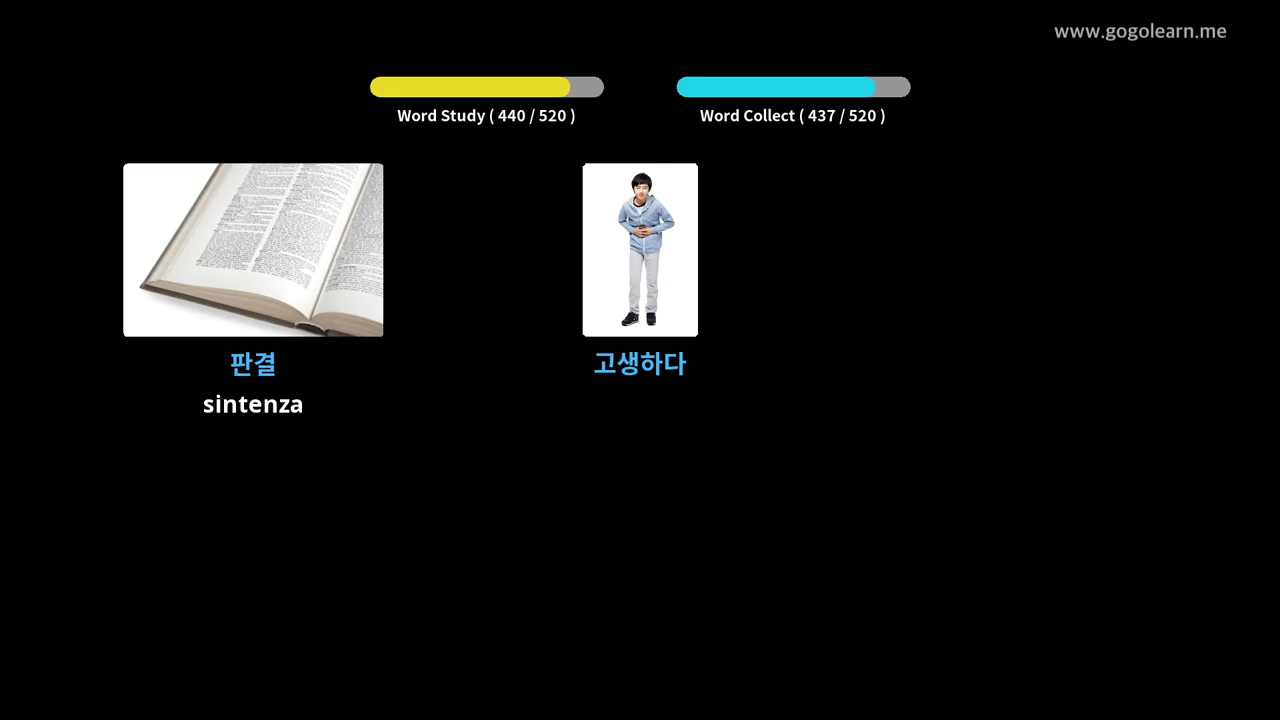 www.gogolearn.me
Word Study ( 440 / 520 )
Word Collect ( 437 / 520 )
판결
sintenza
고생하다